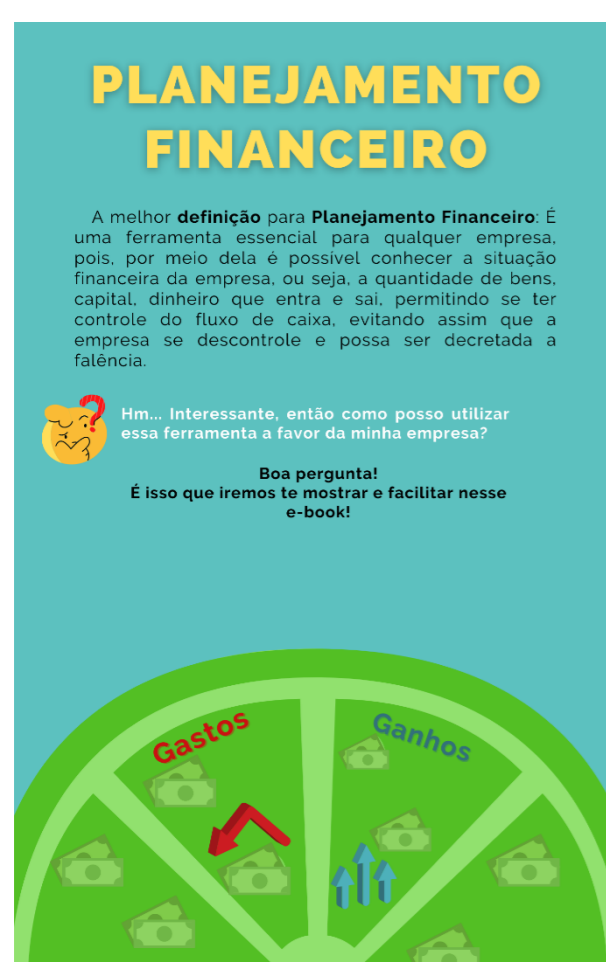 PLANEJAMENTO
FINANCEIRO
A melhor definição para Planejamento Financeiro: É
uma ferramenta essencial para qualquer empresa,
pois, por meio dela é possível conhecer a situação
financeira da empresa, ou seja, a quantidade de bens,
capital, dinheiro que entra e sai, permitindo se ter
controle do fluxo de caixa, evitando assim que a
empresa se descontrole e possa ser decretada a
falência.
?
Hm... Interessante, então como posso utilizar
essa ferramenta a favor da minha empresa?
Boa pergunta!
É isso que iremos te mostrar e facilitar nesse
e-book!
Gastos
Ganhos